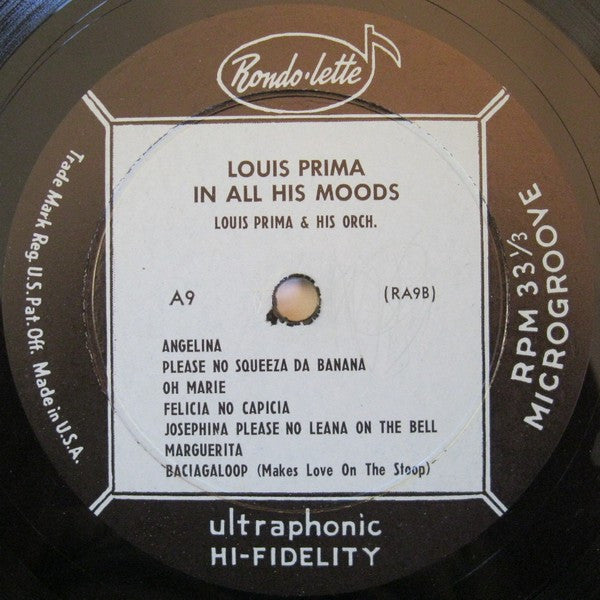 Rondo·lette
LOUIS PRIMA
IN ALL HIS MOODS
LOUIS PRIMA & HIS ORCH.
A9
(RA9B)
ANGELINA
PLEASE NO SQUEEZA DA BANANA
OH MARIE
FELICIA NO CAPICIA
JOSEPHINA PLEASE NO LEANA ON THE BELL
MARGUERITA
BACIAGALOOP (Makes Love On The Stoop)
Trade Mark Reg. U.S. Pat. Off. Made in U.S.A.
RPM 33⅓
MICROGROOVE
ultraphonic
HI-FIDELITY